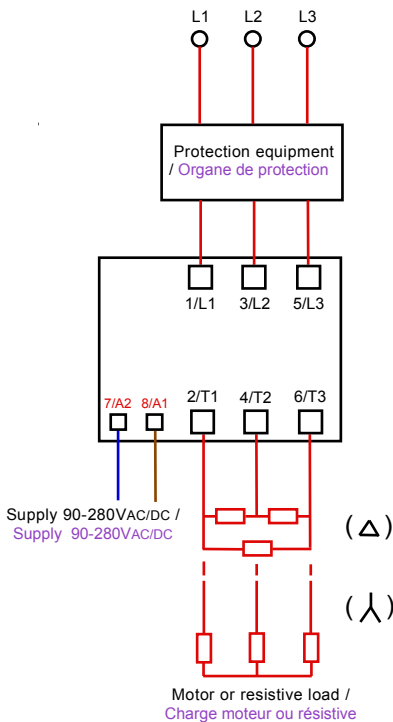 L1 L2 L3
Protection equipment
/ Organe de protection
1/L1 3/L2 5/L3
7/A2 8/A1 2/T1 4/T2 6/T3
Supply 90-280VAC/DC /
Supply 90-280VAC/DC
(△)
(⅄)
Motor or resistive load /
Charge moteur ou résistive